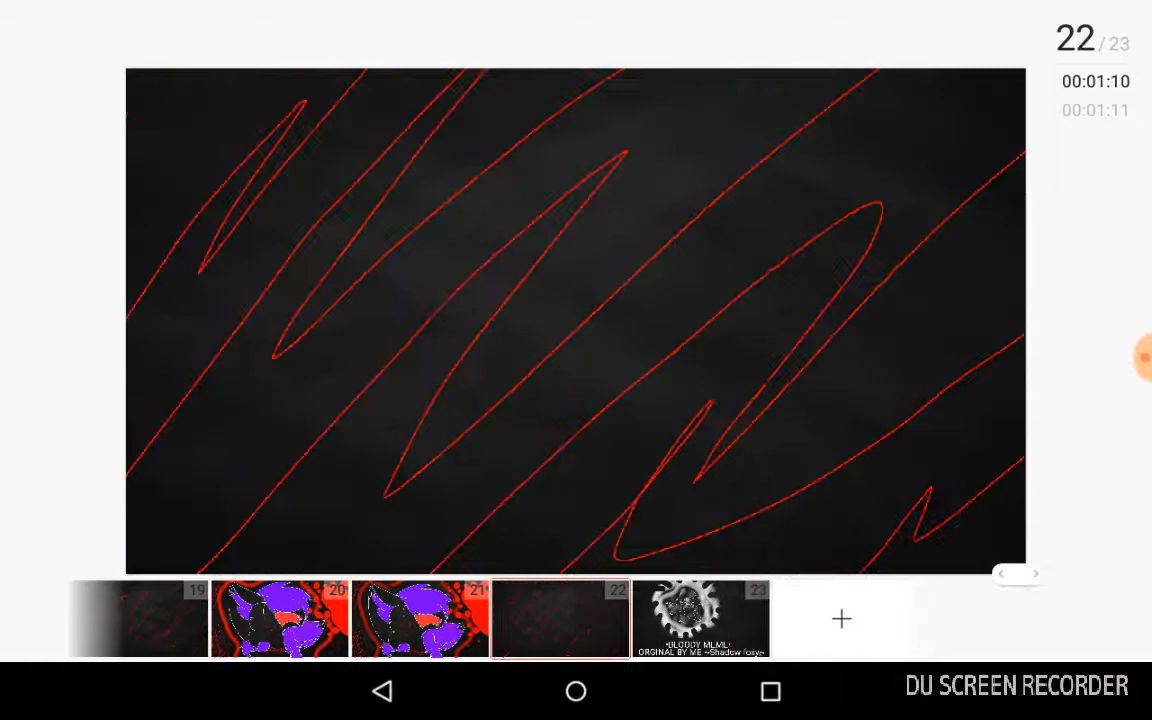 22 / 23
00:01:10
00:01:11
19
20
21
22
23
•BLOODY MLML•
ORGINAL BY ME ~Shadow foxy~
DU SCREEN RECORDER